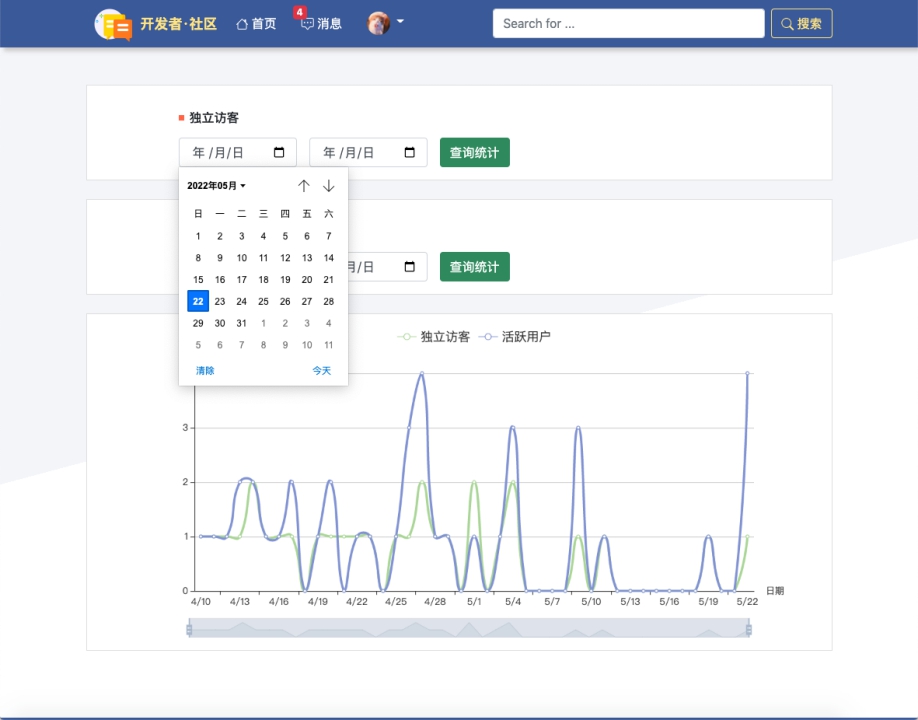 开发者·社区
首页
4
消息
Search for ...
搜索
独立访客
年 /月/日
年 /月/日
查询统计
2022年05月
日 一 二 三 四 五 六
1 2 3 4 5 6 7
8 9 10 11 12 13 14
15 16 17 18 19 20 21
22 23 24 25 26 27 28
29 30 31 1 2 3 4
5 6 7 8 9 10 11
清除 今天
月/日
查询统计
独立访客 活跃用户
3
2
1
0
4/10 4/13 4/16 4/19 4/22 4/25 4/28 5/1 5/4 5/7 5/10 5/13 5/16 5/19 5/22
日期